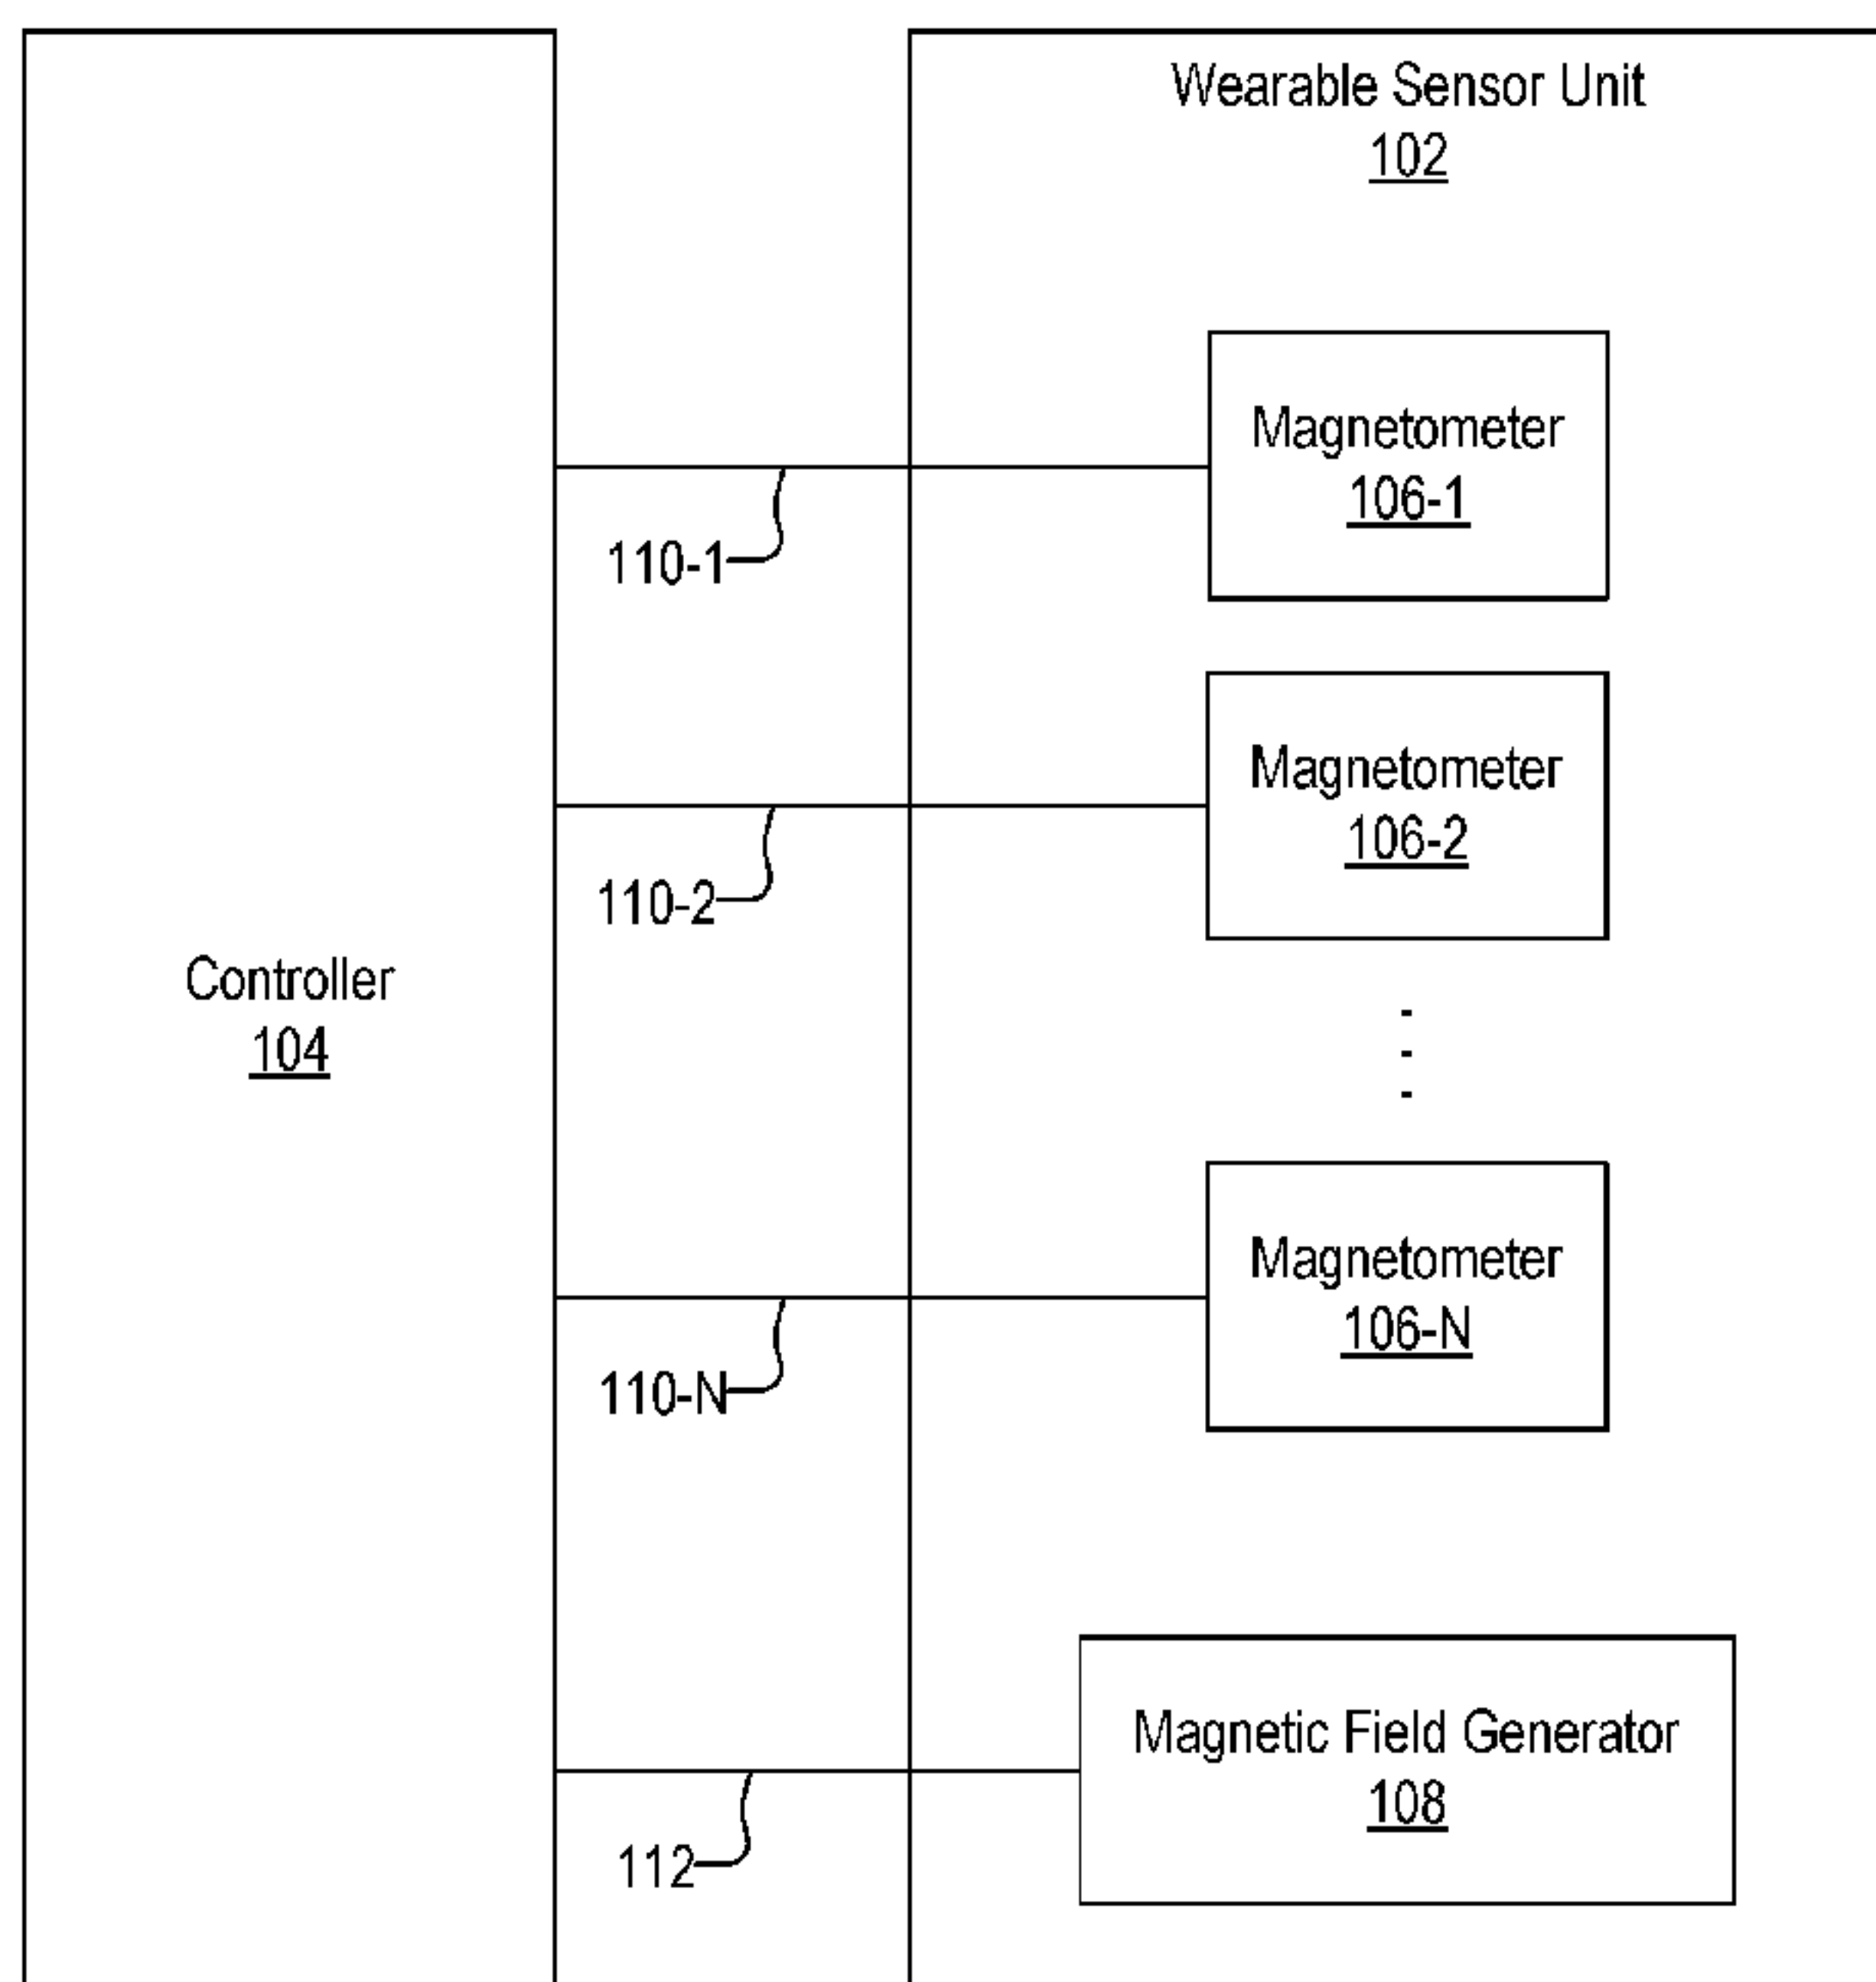 Wearable Sensor Unit
102
Magnetometer
106-1
110-1
Magnetometer
106-2
110-2
Controller
104
Magnetometer
106-N
110-N
Magnetic Field Generator
108
112